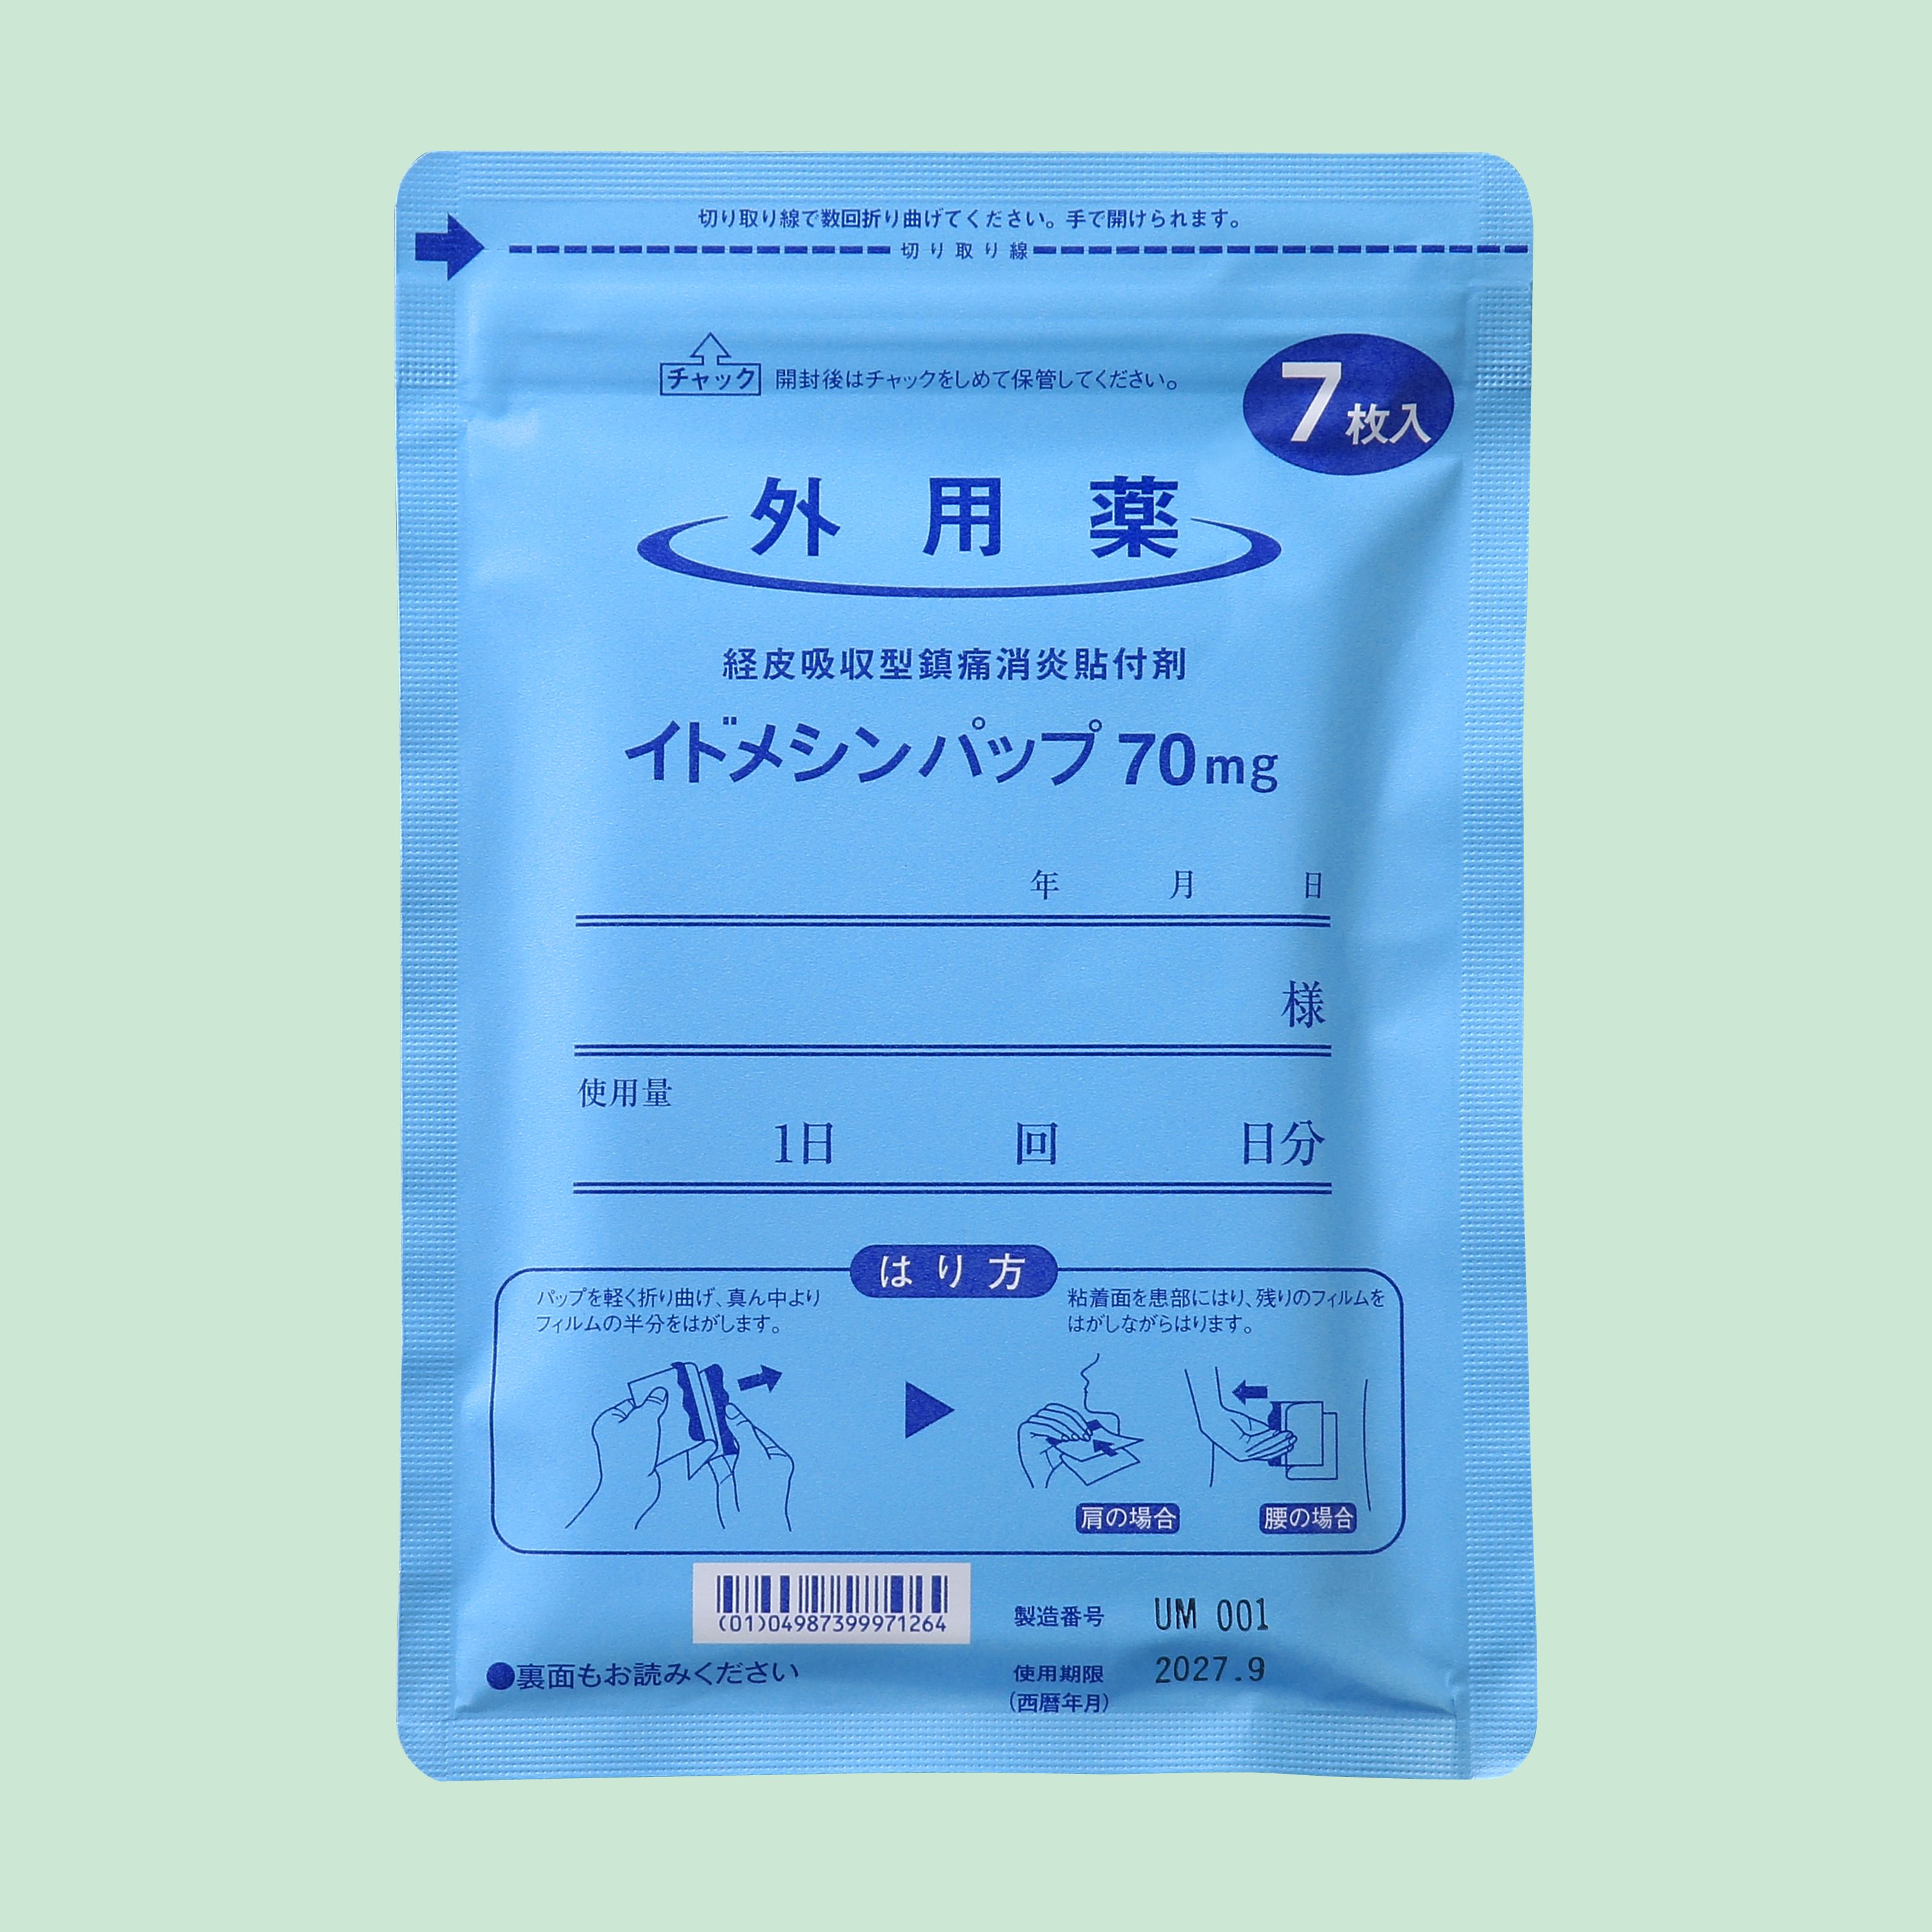 切り取り線で数回折り曲げてください。手で開けられます。
切り取り線
チャック 開封後はチャックをしめて保管してください。
7枚入
外用薬
経皮吸収型鎮痛消炎貼付剤
イドメシンパップ70mg
年 月 日
様
使用量
1日 回 日分
はり方
パップを軽く折り曲げ、真ん中より
フィルムの半分をはがします。
粘着面を患部にはり、残りのフィルムを
はがしながらはります。
肩の場合 腰の場合
(01)04987399971264
製造番号 UM 001
●裏面もお読みください
使用期限 2027.9
(西暦年月)